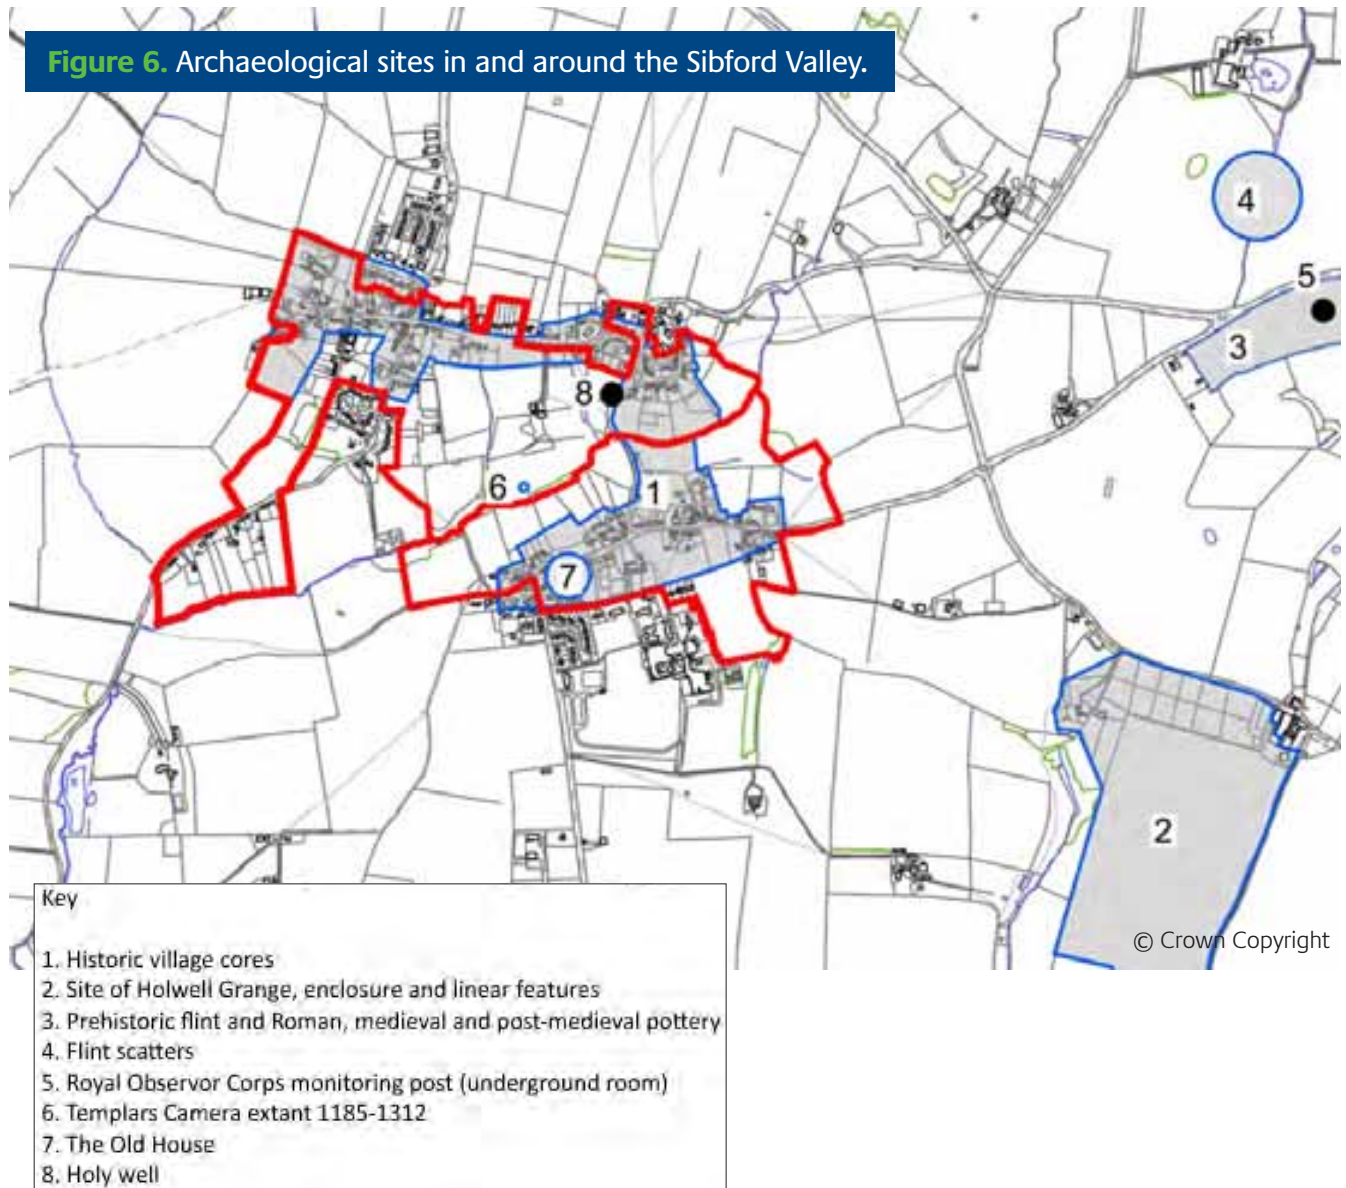 Figure 6. Archaeological sites in and around the Sibford Valley.
4
5
3
8
6
1
7
2
© Crown Copyright
Key
1. Historic village cores
2. Site of Holwell Grange, enclosure and linear features
3. Prehistoric flint and Roman, medieval and post-medieval pottery
4. Flint scatters
5. Royal Observor Corps monitoring post (underground room)
6. Templars Camera extant 1185-1312
7. The Old House
8. Holy well